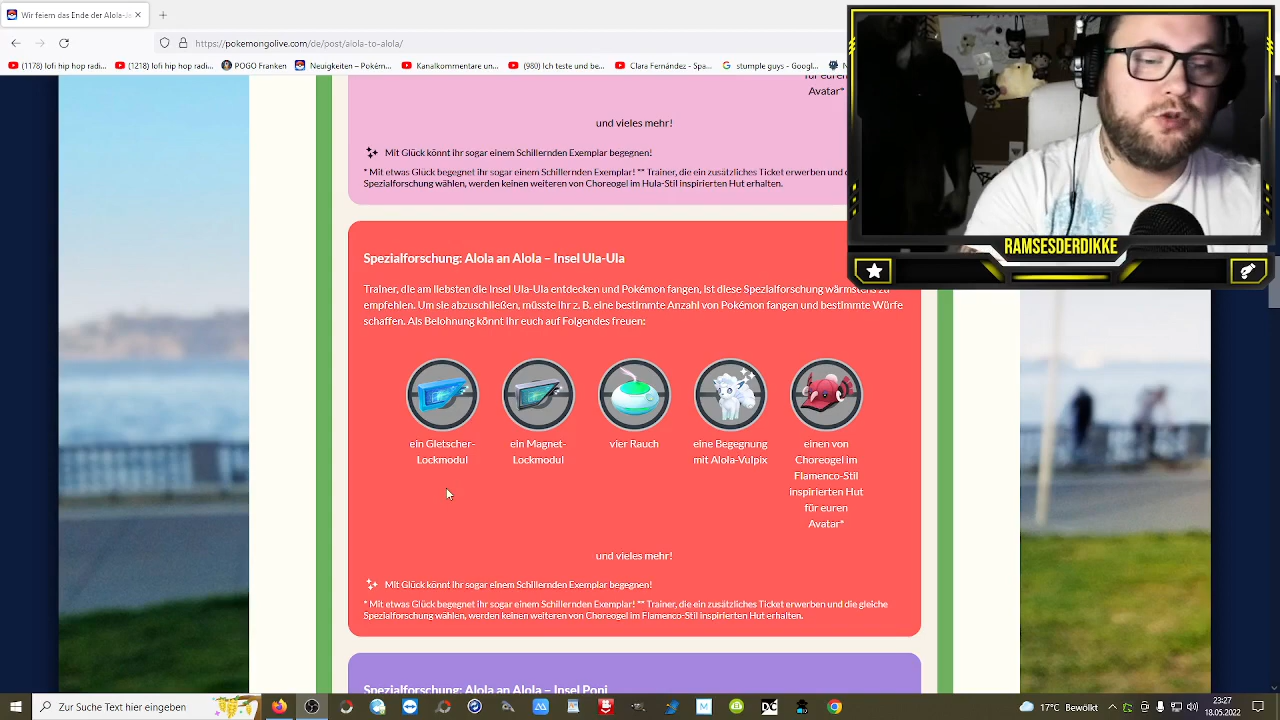 Wir feiern das Ende der Alola-Sa
https://pokemongolive.com/de/post/alola-to-alola/
(1178) lofi hip hop radi...
(1238) lofi hip hop radi...
POGO Franken
Neuigkeiten – Pokém...
Kanalkommentare un...
(980) Ich teste und be...
Clara Fernandez – Spa...
stumple guys - Googl...
Avatar*
und vieles mehr!
Mit Glück könnt ihr sogar einem Schillernden Exemplar begegnen!
* Mit etwas Glück begegnet ihr sogar einem Schillernden Exemplar! ** Trainer, die ein zusätzliches Ticket erwerben und die
Spezialforschung wählen, werden keinen weiteren von Choreogel im Hula-Stil inspirierten Hut erhalten.
RAMSESDERDIKKE
Spezialforschung: Alola an Alola – Insel Ula-Ula
Trainer, die am liebsten die Insel Ula-Ula entdecken und Pokémon fangen, ist diese Spezialforschung wärmstens zu
empfehlen. Um sie abzuschließen, müsste ihr z. B. eine bestimmte Anzahl von Pokémon fangen und bestimmte Würfe
schaffen. Als Belohnung könnt ihr euch auf Folgendes freuen:
ein Gletscher-Lockmodul
ein Magnet-Lockmodul
vier Rauch
eine Begegnung mit Alola-Vulpix
einen von Choreogel im Flamenco-Stil inspirierten Hut für euren Avatar*
und vieles mehr!
Mit Glück könnt ihr sogar einem Schillernden Exemplar begegnen!
* Mit etwas Glück begegnet ihr sogar einem Schillernden Exemplar! ** Trainer, die ein zusätzliches Ticket erwerben und die gleiche
Spezialforschung wählen, werden keinen weiteren von Choreogel im Flamenco-Stil inspirierten Hut erhalten.
Spezialforschung: Alola an Alola – Insel Poni
Zur Suche Text hier eingeben
23:27
18.05.2022